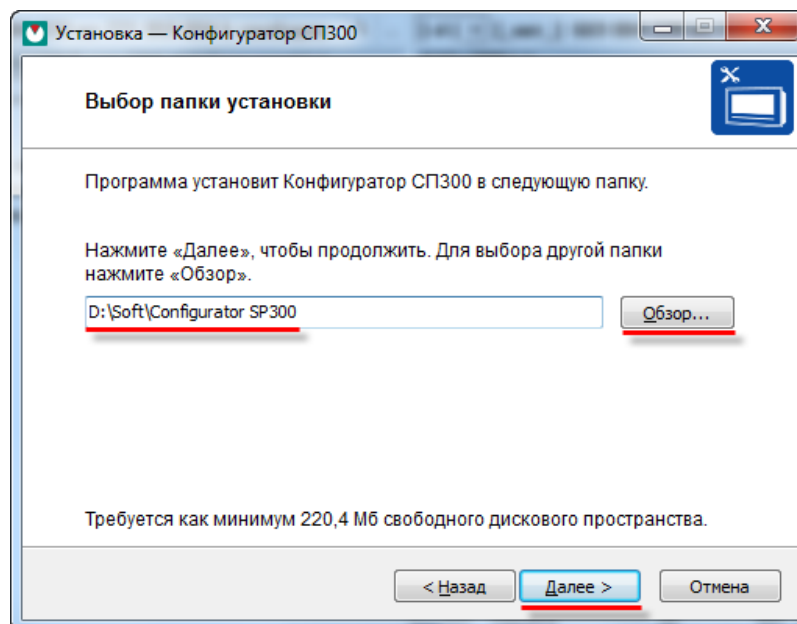 Установка — Конфигуратор СП300
Выбор папки установки
Программа установит Конфигуратор СП300 в следующую папку.
Нажмите «Далее», чтобы продолжить. Для выбора другой папки
нажмите «Обзор».
D:\Soft\Configurator SP300
Обзор...
Требуется как минимум 220,4 Мб свободного дискового пространства.
< Назад
Далее >
Отмена